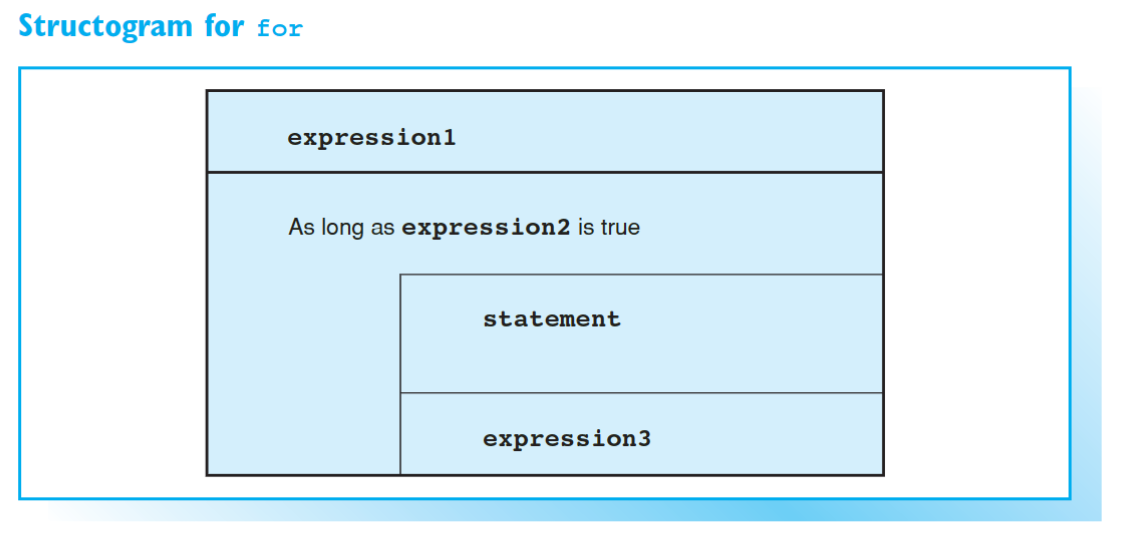 Structogram for for
expression1
As long as expression2 is true
statement
expression3